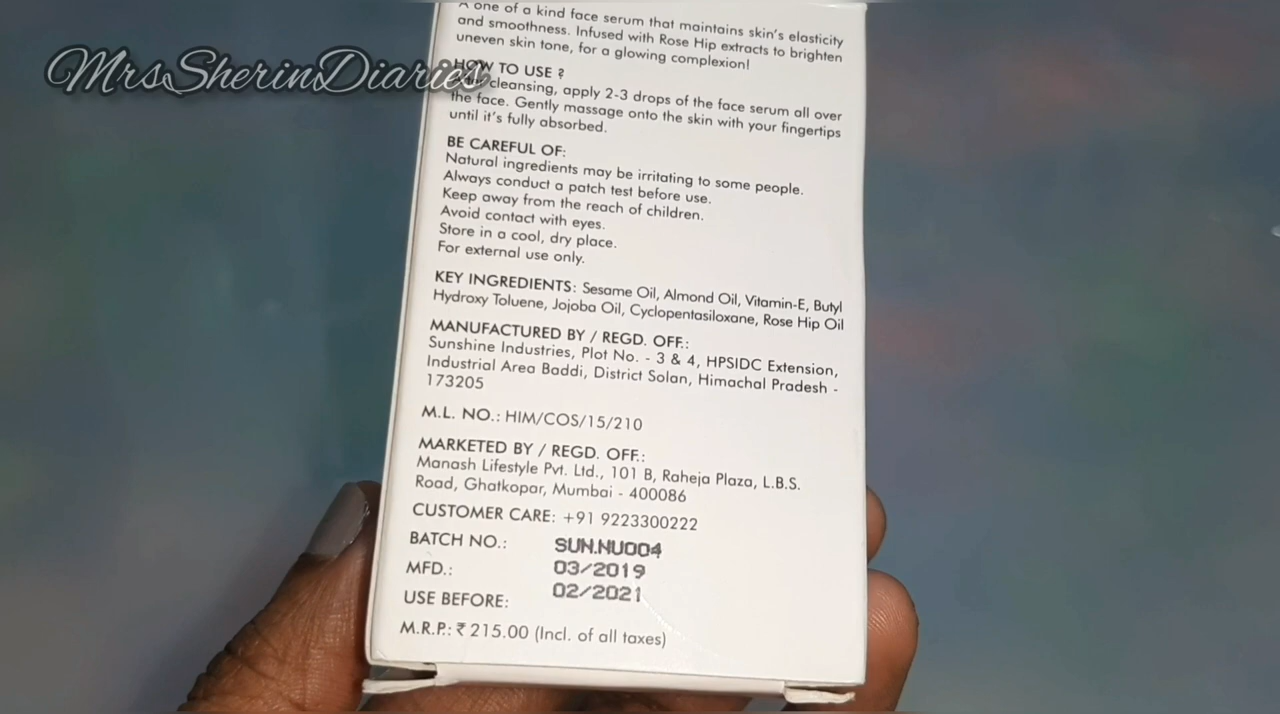 A one of a kind face serum that maintains skin's elasticity
and smoothness. Infused with Rose Hip extracts to brighten
uneven skin tone, for a glowing complexion!
MrsSherinDiaries
HOW TO USE ?
cleansing, apply 2-3 drops of the face serum all over
the face. Gently massage onto the skin with your fingertips
until it's fully absorbed.
BE CAREFUL OF:
Natural ingredients may be irritating to some people.
Always conduct a patch test before use.
Keep away from the reach of children.
Avoid contact with eyes.
Store in a cool, dry place.
For external use only.
KEY INGREDIENTS: Sesame Oil, Almond Oil, Vitamin-E, Butyl
Hydroxy Toluene, Jojoba Oil, Cyclopentasiloxane, Rose Hip Oil
MANUFACTURED BY / REGD. OFF.:
Sunshine Industries, Plot No. - 3 & 4, HPSIDC Extension,
Industrial Area Baddi, District Solan, Himachal Pradesh -
173205
M.L. NO.: HIM/COS/15/210
MARKETED BY / REGD. OFF.:
Manash Lifestyle Pvt. Ltd., 101 B, Raheja Plaza, L.B.S.
Road, Ghatkopar, Mumbai - 400086
CUSTOMER CARE: +91 9223300222
BATCH NO.: SUN.NU004
MFD.: 03/2019
USE BEFORE: 02/2021
M.R.P.: ₹ 215.00 (Incl. of all taxes)